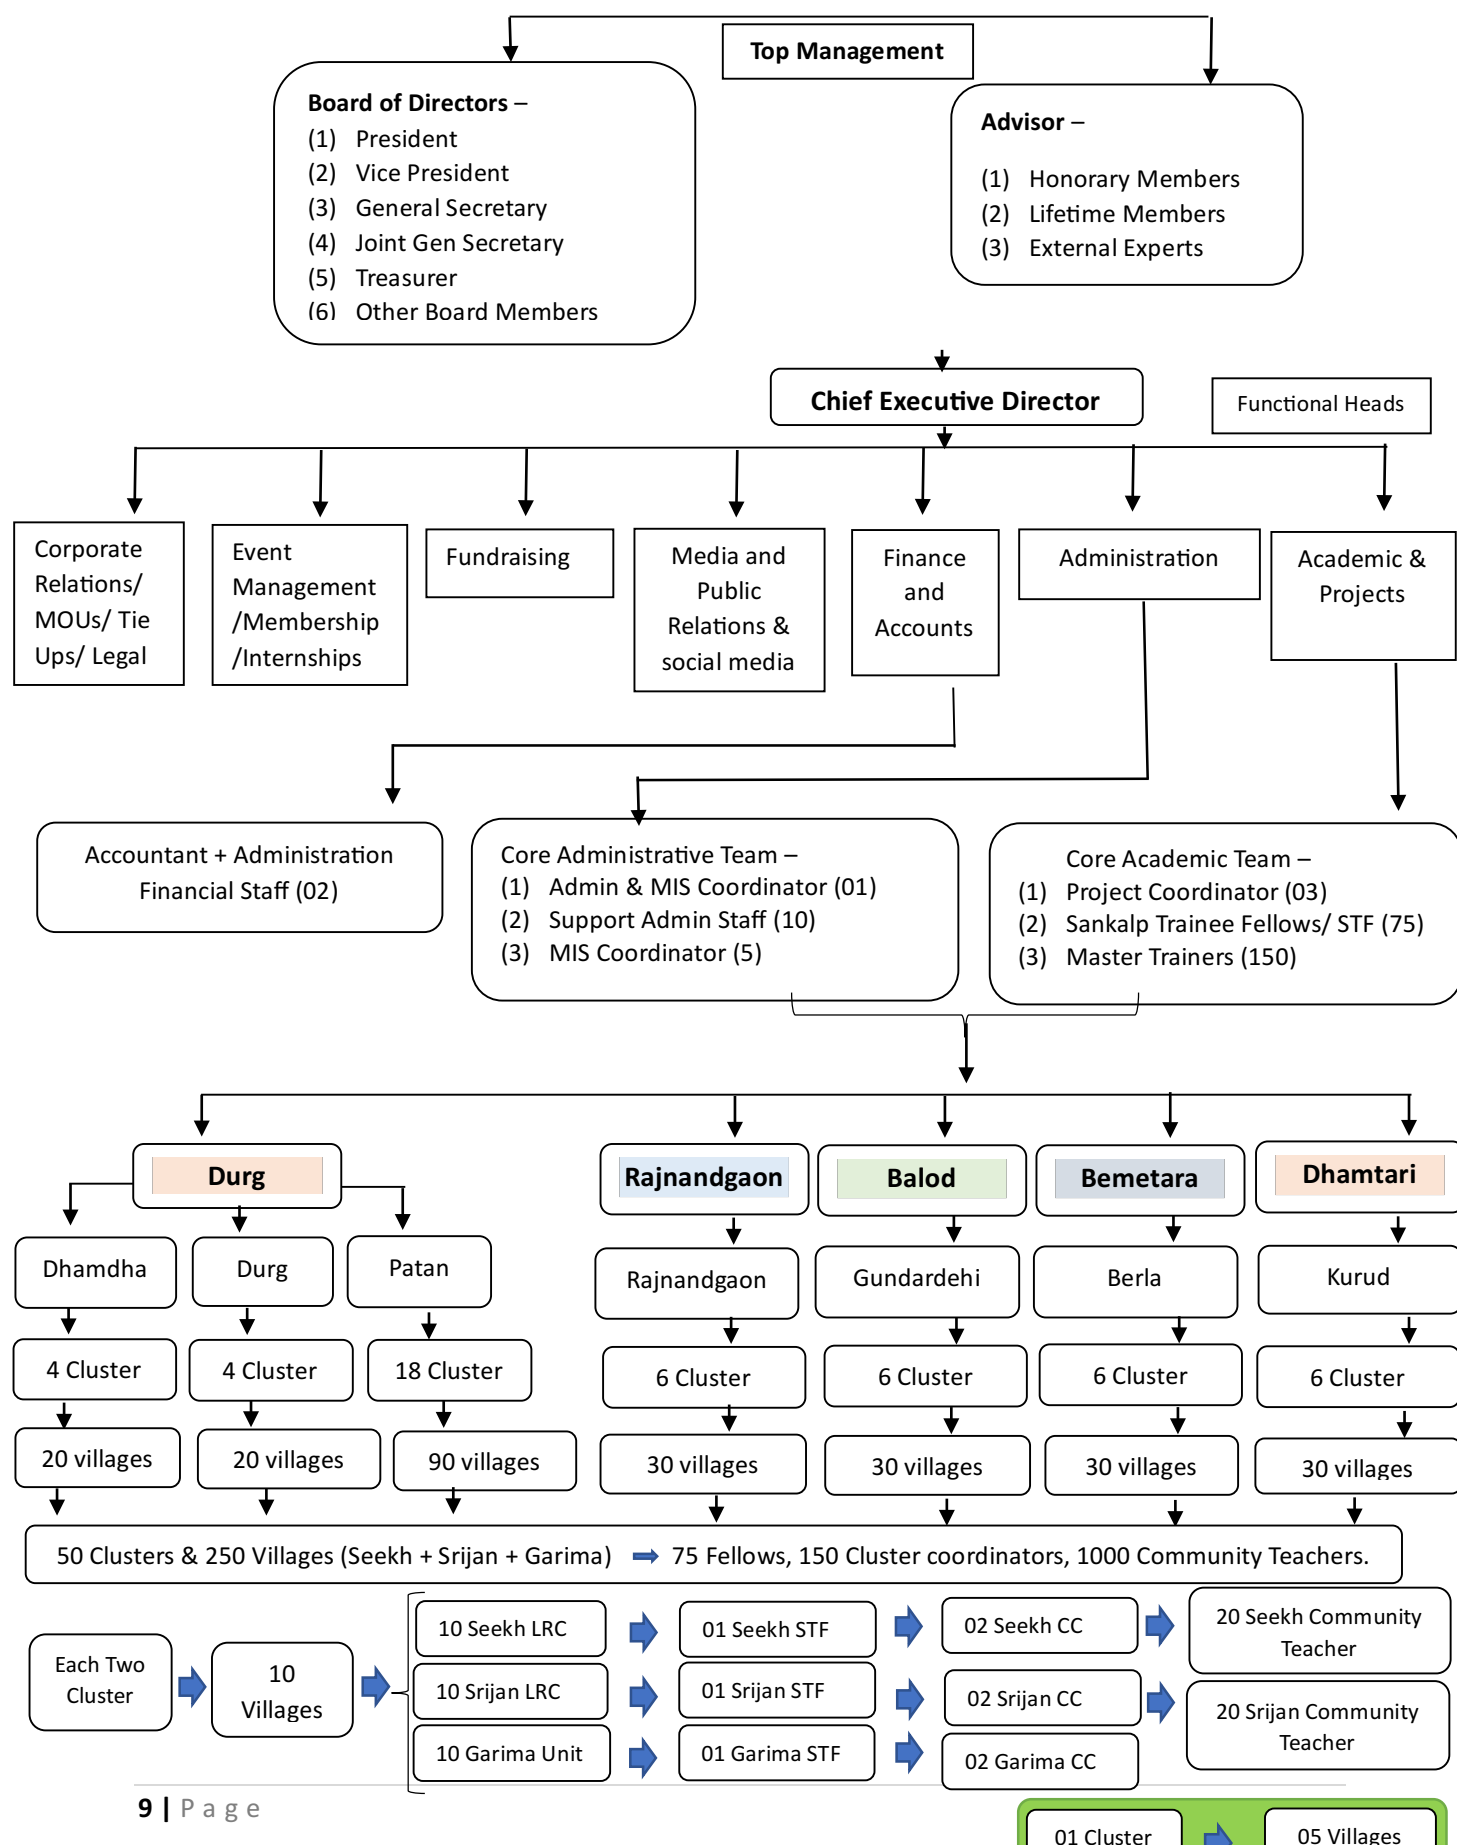 Top Management
Board of Directors –
(1) President
(2) Vice President
(3) General Secretary
(4) Joint Gen Secretary
(5) Treasurer
(6) Other Board Members
Advisor –
(1) Honorary Members
(2) Lifetime Members
(3) External Experts
Chief Executive Director
Functional Heads
Corporate
Relations/
MOUs/ Tie
Ups/ Legal
Event
Management
/Membership
/Internships
Fundraising
Media and
Public
Relations &
social media
Finance
and
Accounts
Administration
Academic &
Projects
Accountant + Administration
Financial Staff (02)
Core Administrative Team –
(1) Admin & MIS Coordinator (01)
(2) Support Admin Staff (10)
(3) MIS Coordinator (5)
Core Academic Team –
(1) Project Coordinator (03)
(2) Sankalp Trainee Fellows/ STF (75)
(3) Master Trainers (150)
Durg
Rajnandgaon
Balod
Bemetara
Dhamtari
Dhamdha
Durg
Patan
Rajnandgaon
Gundardehi
Berla
Kurud
4 Cluster
4 Cluster
18 Cluster
6 Cluster
6 Cluster
6 Cluster
6 Cluster
20 villages
20 villages
90 villages
30 villages
30 villages
30 villages
30 villages
50 Clusters & 250 Villages (Seekh + Srijan + Garima) 75 Fellows, 150 Cluster coordinators, 1000 Community Teachers.
Each Two
Cluster
10
Villages
10 Seekh LRC
01 Seekh STF
02 Seekh CC
20 Seekh Community
Teacher
10 Srijan LRC
01 Srijan STF
02 Srijan CC
20 Srijan Community
Teacher
10 Garima Unit
01 Garima STF
02 Garima CC
9 | Page
01 Cluster
05 Villages